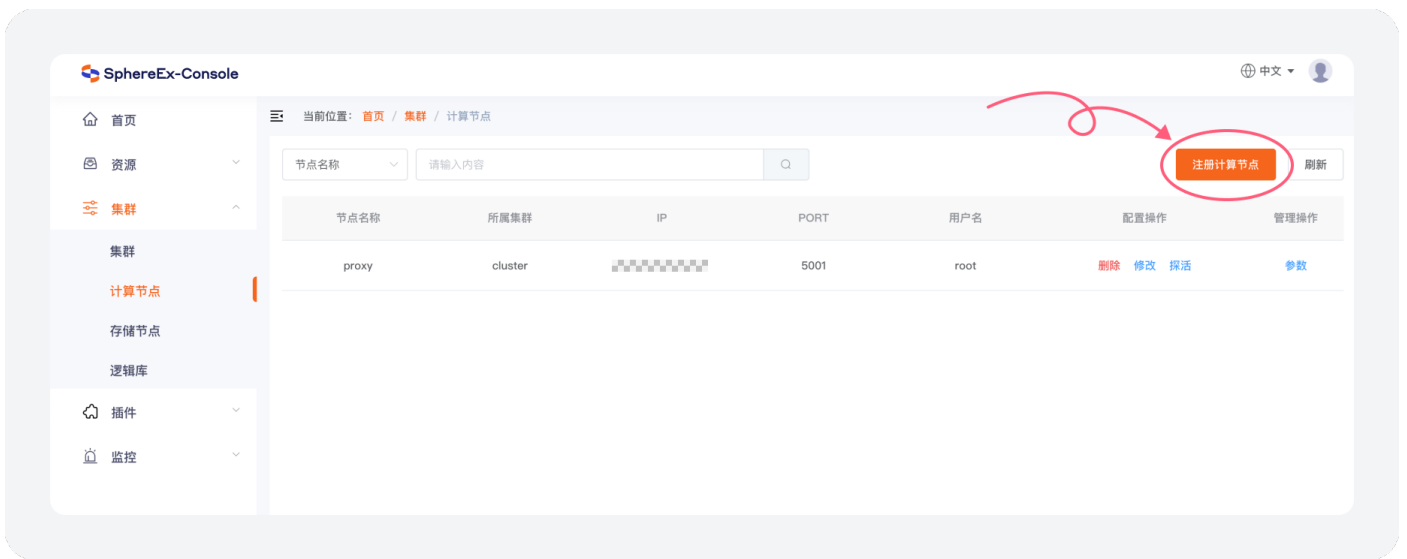 SphereEx-Console
中文
首页
资源
集群
集群
计算节点
存储节点
逻辑库
插件
监控
当前位置： 首页 / 集群 / 计算节点
节点名称 请输入内容 注册计算节点 刷新
节点名称 所属集群 IP PORT 用户名 配置操作 管理操作
proxy cluster 5001 root 删除 修改 探活 参数